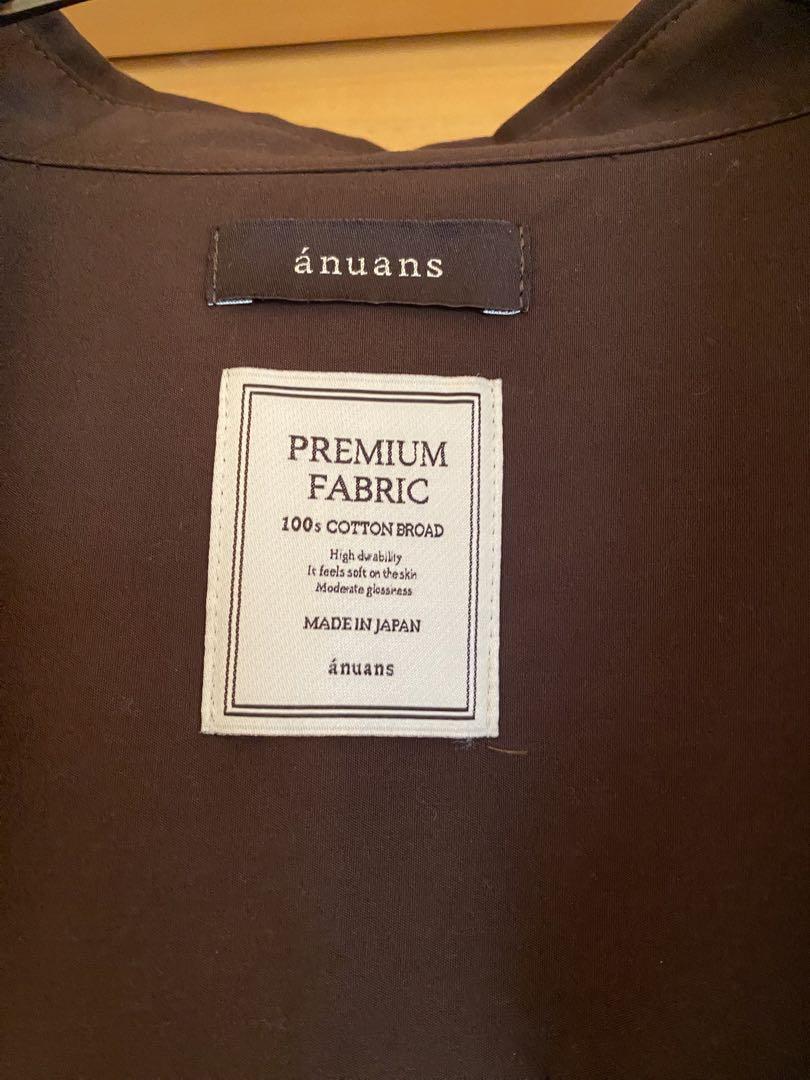 ánuans
PREMIUM
FABRIC
100s COTTON BROAD
High durability
It feels soft on the skin
Moderate glossness
MADE IN JAPAN
ánuans